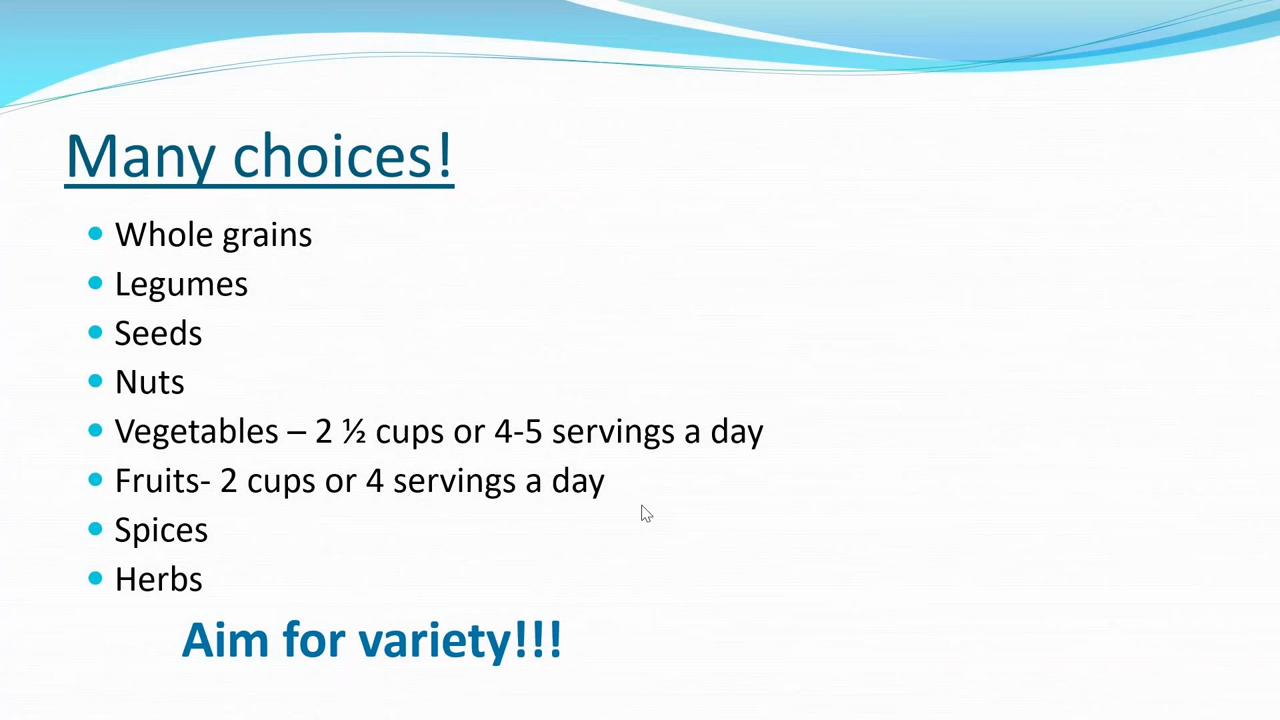 Many choices!
Whole grains
Legumes
Seeds
Nuts
Vegetables – 2 ½ cups or 4-5 servings a day
Fruits- 2 cups or 4 servings a day
Spices
Herbs
Aim for variety!!!